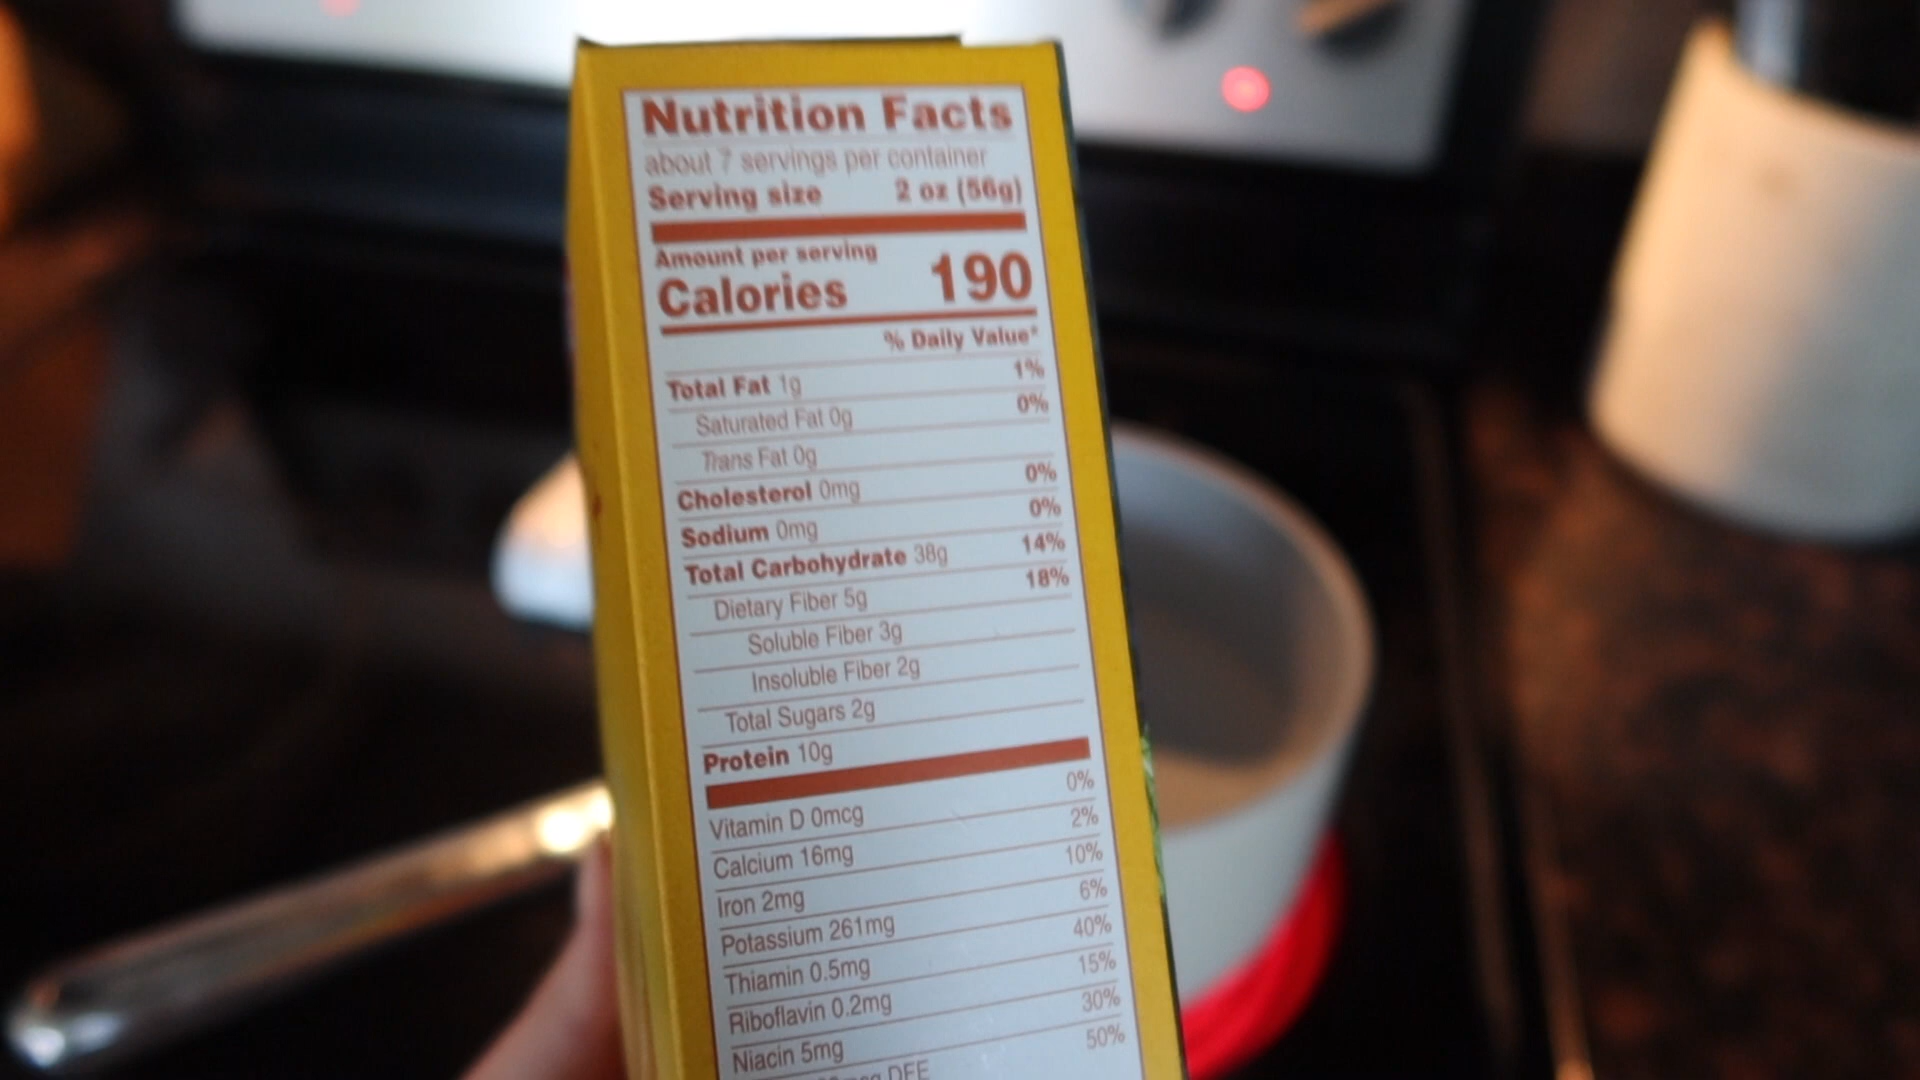 Nutrition Facts
about 7 servings per container
Serving size 2 oz (56g)
Amount per serving
Calories 190
% Daily Value*
Total Fat 1g 1%
Saturated Fat 0g 0%
Trans Fat 0g
Cholesterol 0mg 0%
Sodium 0mg 0%
Total Carbohydrate 38g 14%
Dietary Fiber 5g 18%
Soluble Fiber 3g
Insoluble Fiber 2g
Total Sugars 2g
Protein 10g
Vitamin D 0mcg 0%
Calcium 16mg 2%
Iron 2mg 10%
Potassium 261mg 6%
Thiamin 0.5mg 40%
Riboflavin 0.2mg 15%
Niacin 5mg 30%
DFE 50%